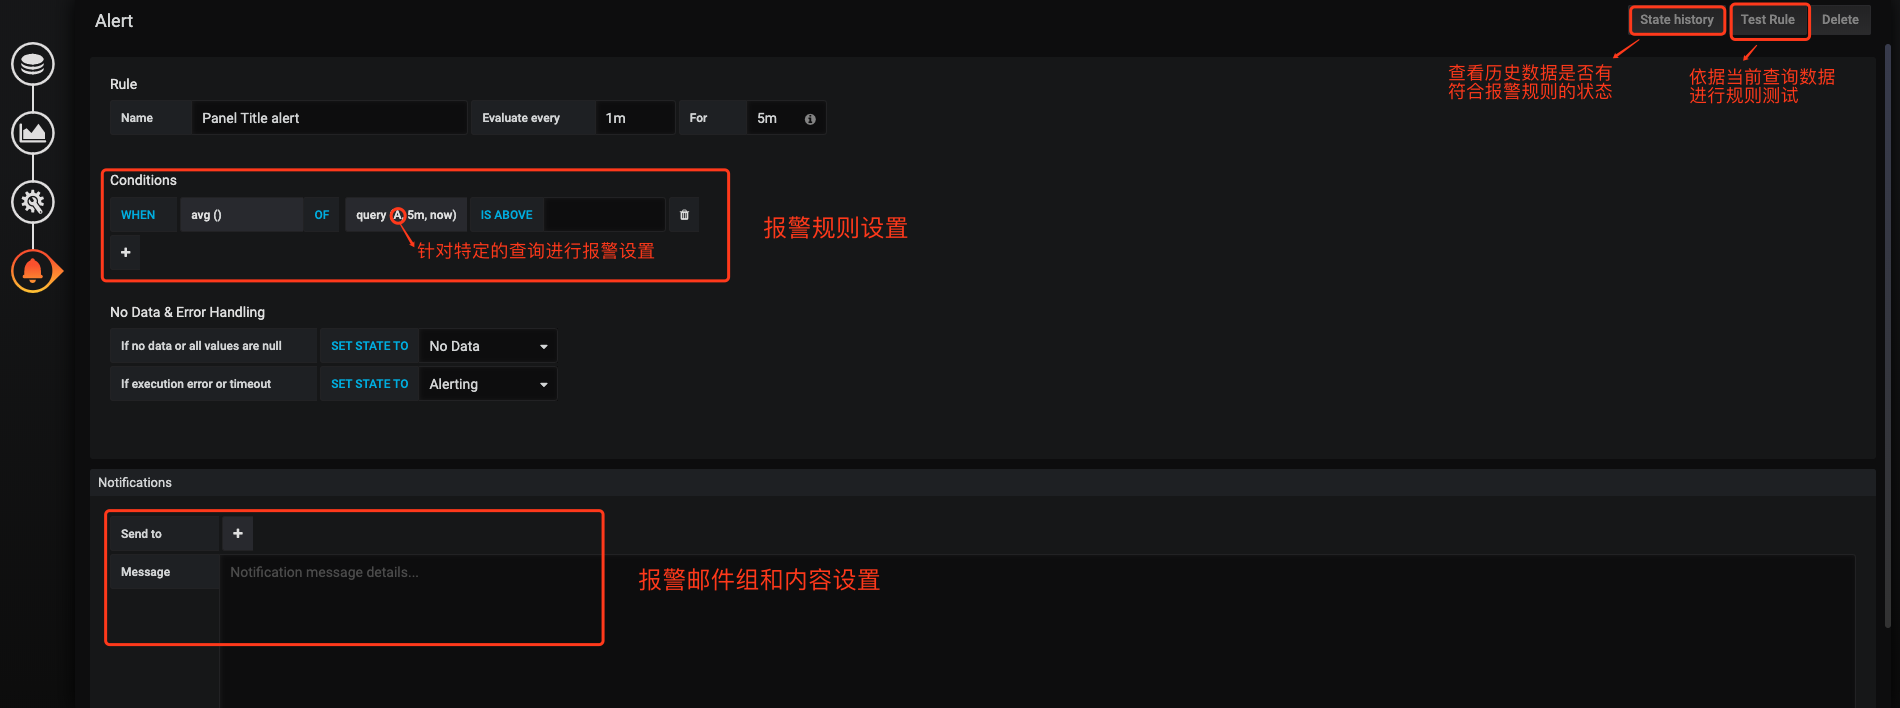 Alert
State history
Test Rule
Delete
查看历史数据是否有
符合报警规则的状态
依据当前查询数据
进行规则测试
Rule
Name
Panel Title alert
Evaluate every
1m
For
5m
Conditions
WHEN
avg ()
OF
query (A, 5m, now)
IS ABOVE
报警规则设置
+
针对特定的查询进行报警设置
No Data & Error Handling
If no data or all values are null
SET STATE TO
No Data
If execution error or timeout
SET STATE TO
Alerting
Notifications
Send to
+
Message
Notification message details...
报警邮件组和内容设置